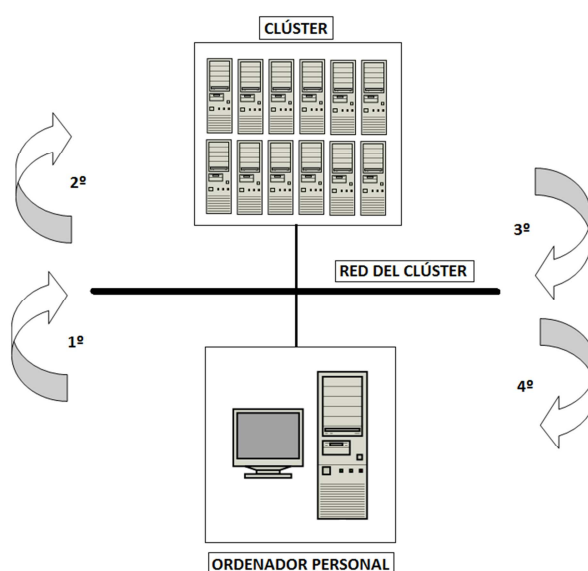 CLÚSTER
2º
3º
RED DEL CLÚSTER
1º
4º
ORDENADOR PERSONAL